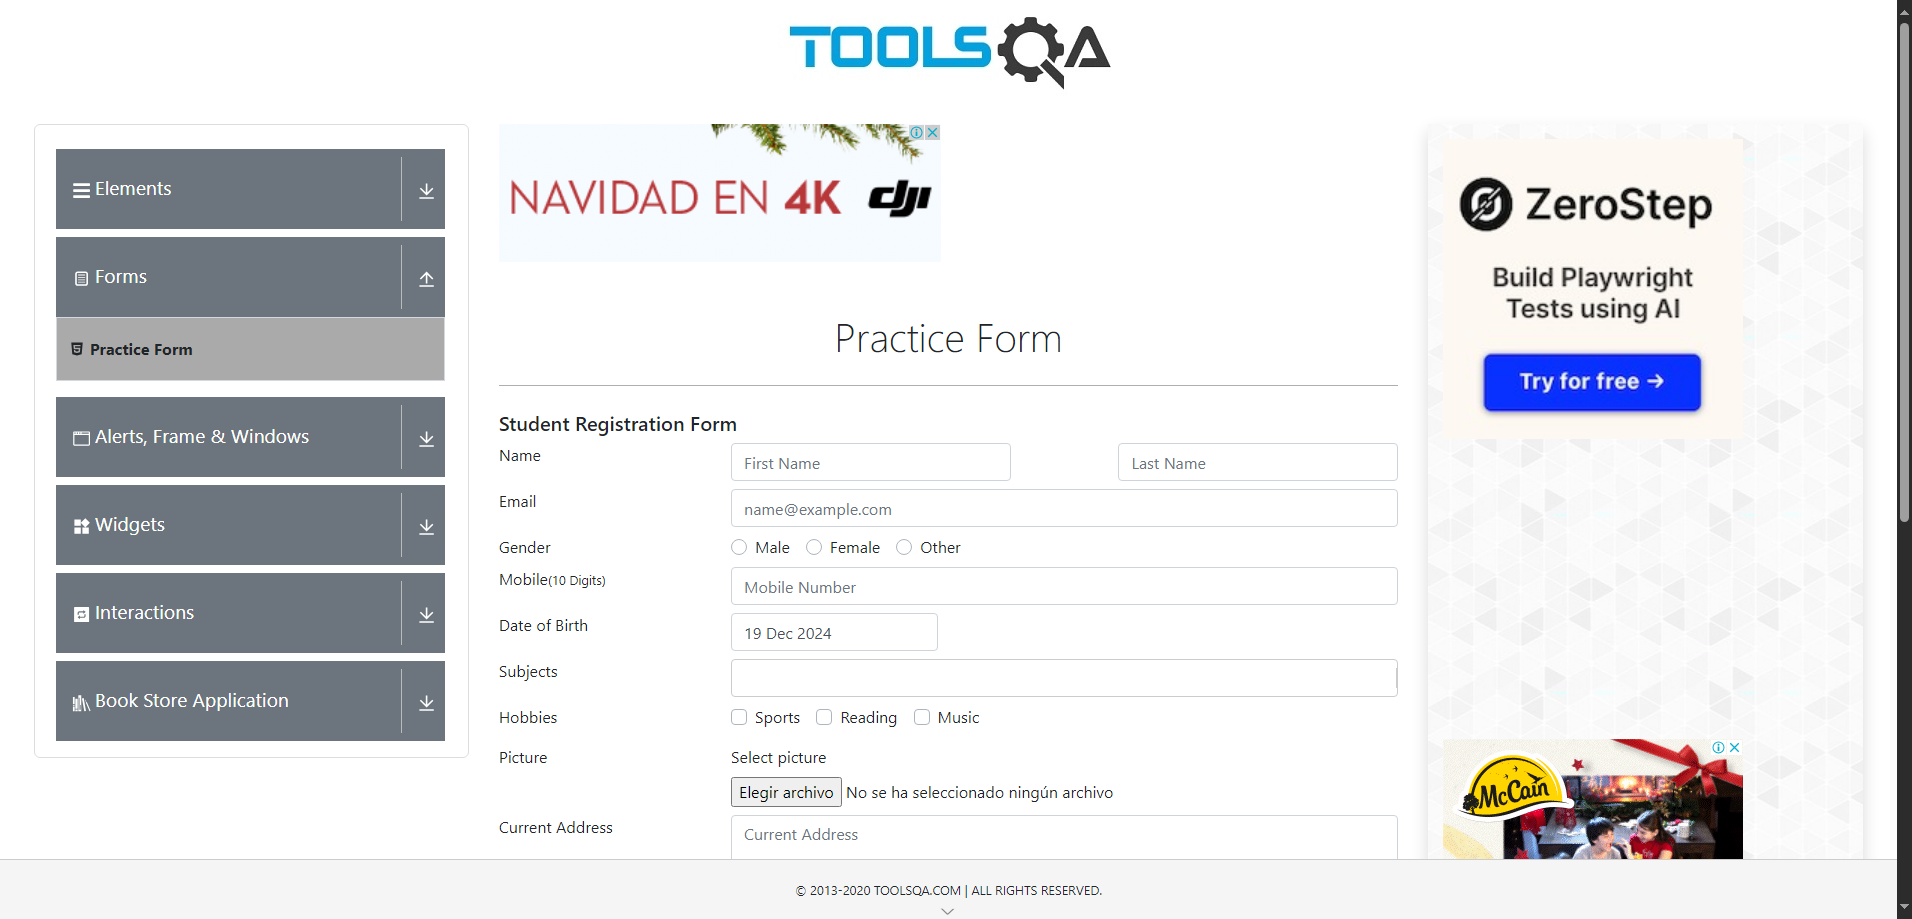 TOOLSQA
Elements
Forms
Practice Form
Alerts, Frame & Windows
Widgets
Interactions
Book Store Application
NAVIDAD EN 4K dji
Practice Form
Student Registration Form
Name
First Name
Last Name
Email
name@example.com
Gender
Male
Female
Other
Mobile(10 Digits)
Mobile Number
Date of Birth
19 Dec 2024
Subjects
Hobbies
Sports
Reading
Music
Picture
Select picture
Elegir archivo No se ha seleccionado ningún archivo
Current Address
Current Address
ZeroStep
Build Playwright
Tests using AI
Try for free →
McCain
© 2013-2020 TOOLSQA.COM | ALL RIGHTS RESERVED.